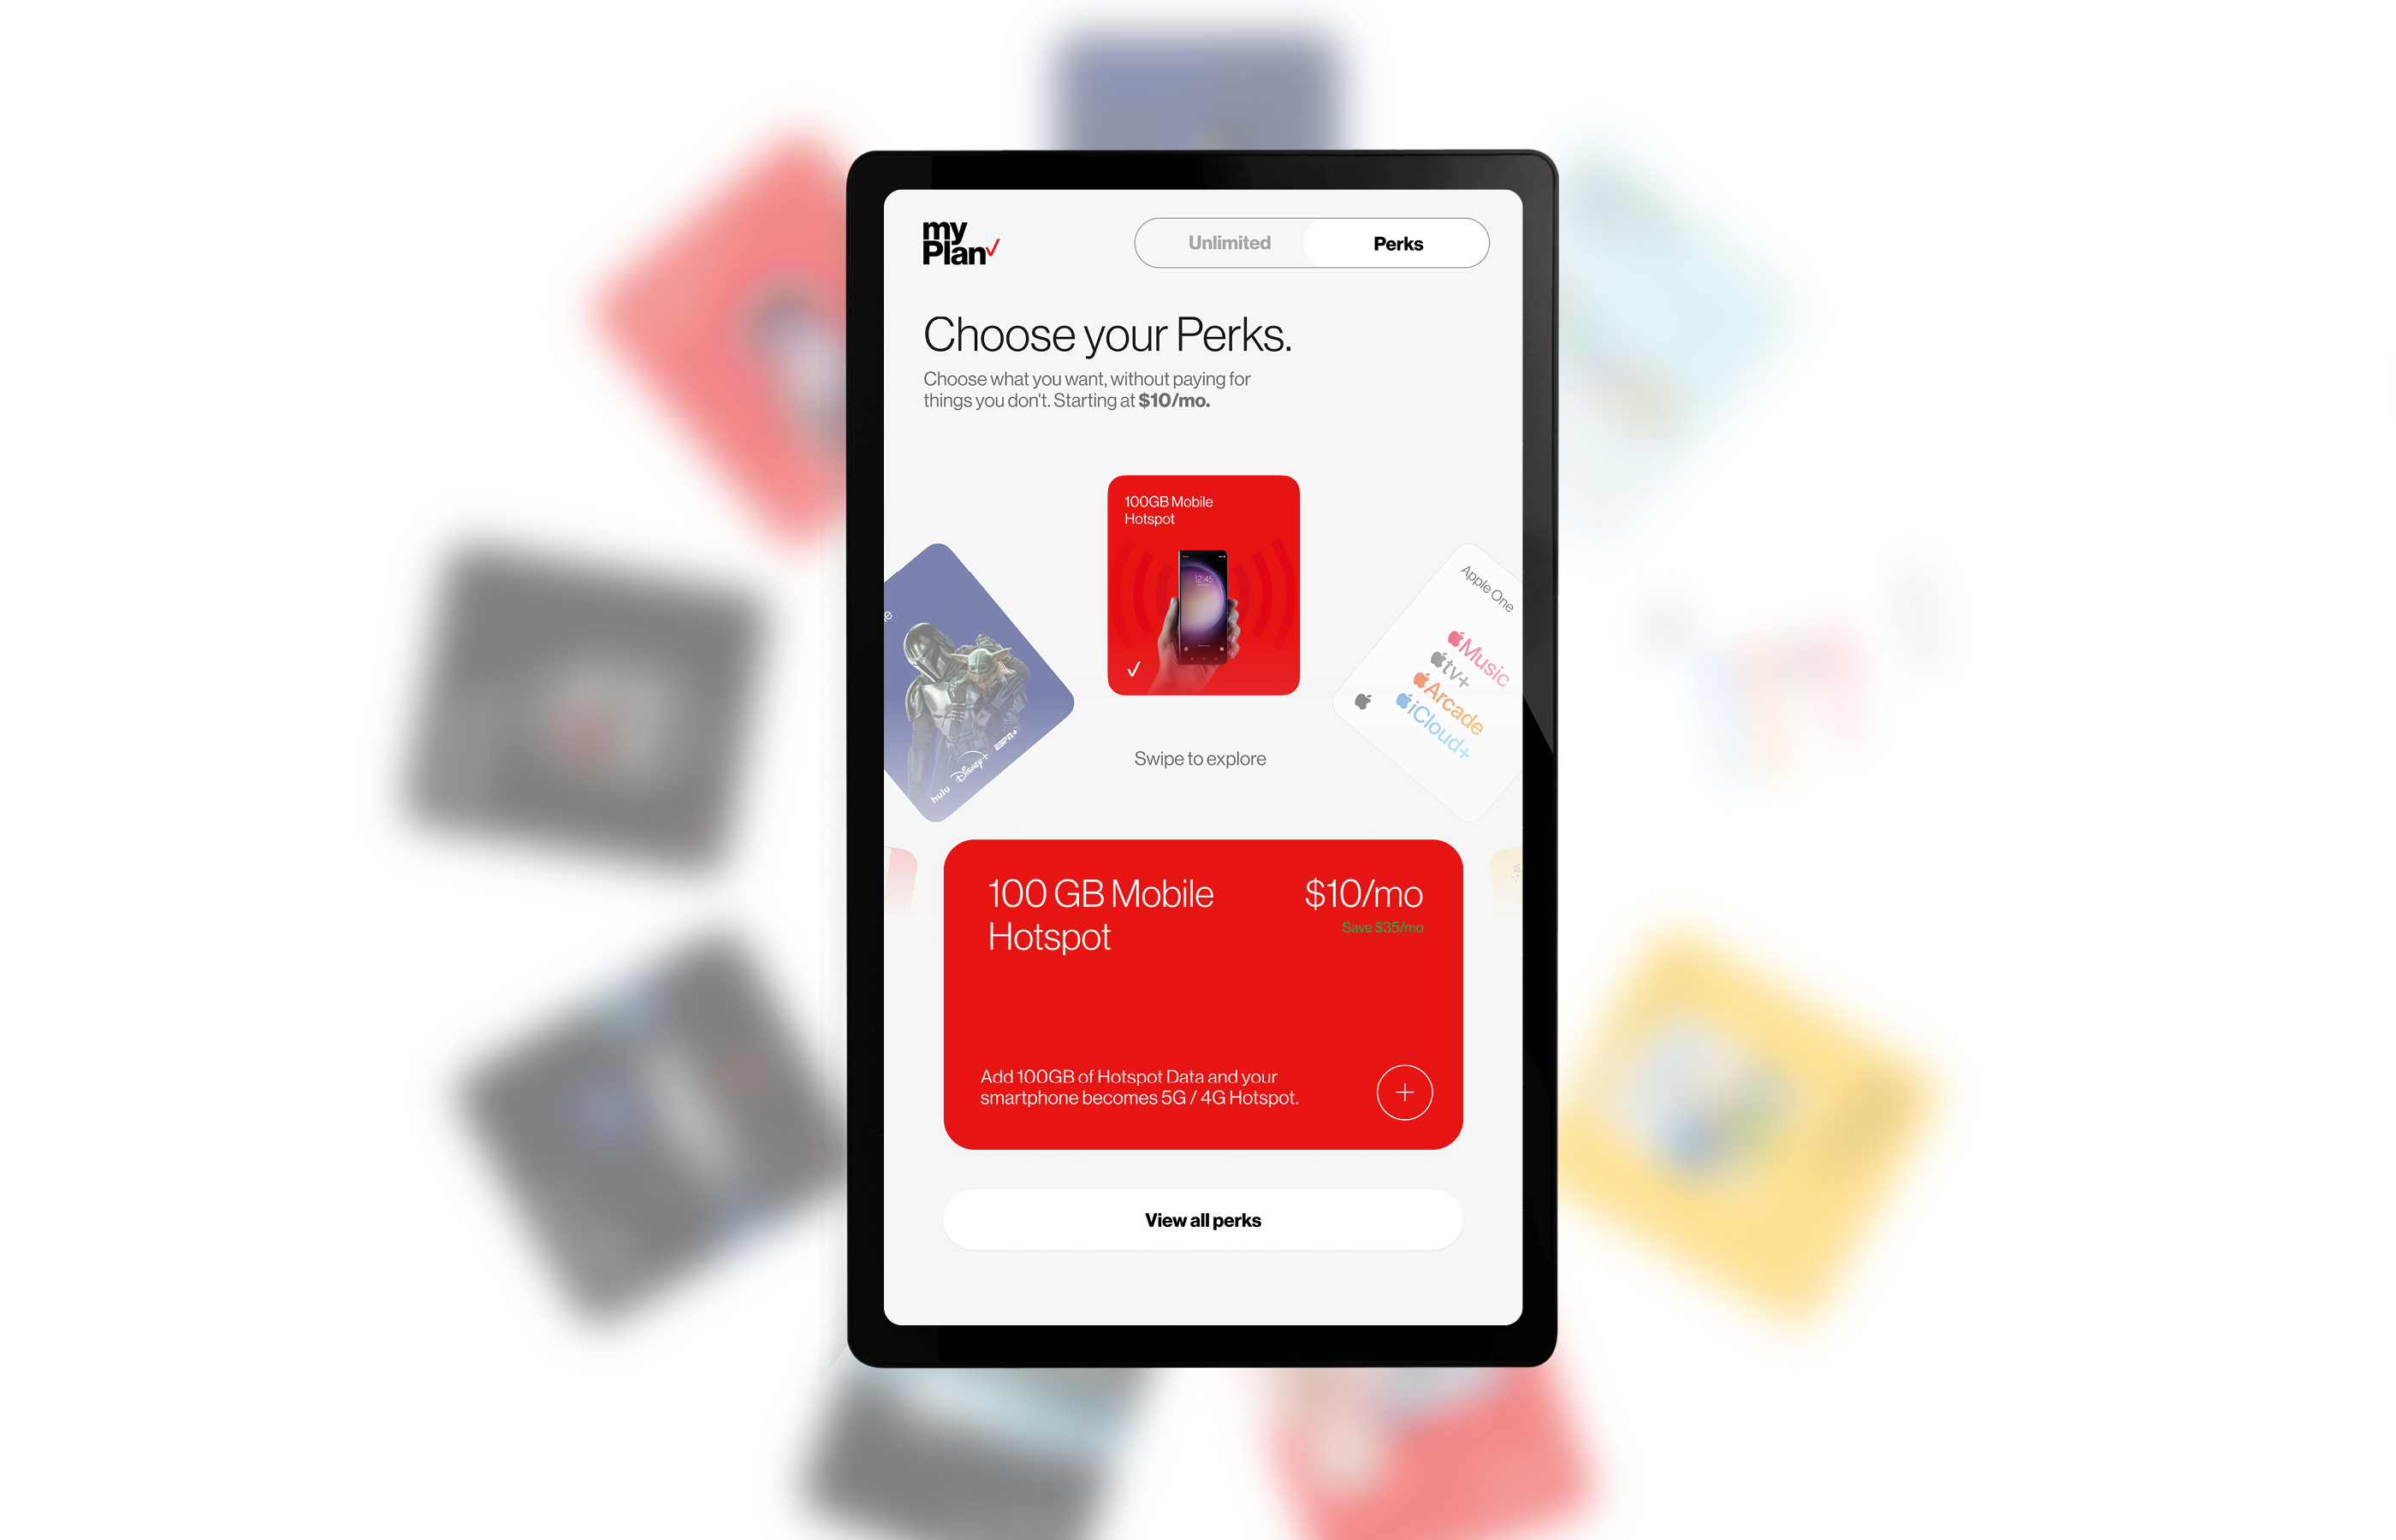 my
Plan✓
Unlimited
Perks
Choose your Perks.
Choose what you want, without paying for
things you don't. Starting at $10/mo.
100GB Mobile
Hotspot
12:45
hulu Disney+ ESPN+
Apple One
Music
tv+
Arcade
iCloud+
Swipe to explore
100 GB Mobile
Hotspot
$10/mo
Save $35/mo
Add 100GB of Hotspot Data and your
smartphone becomes 5G / 4G Hotspot.
View all perks